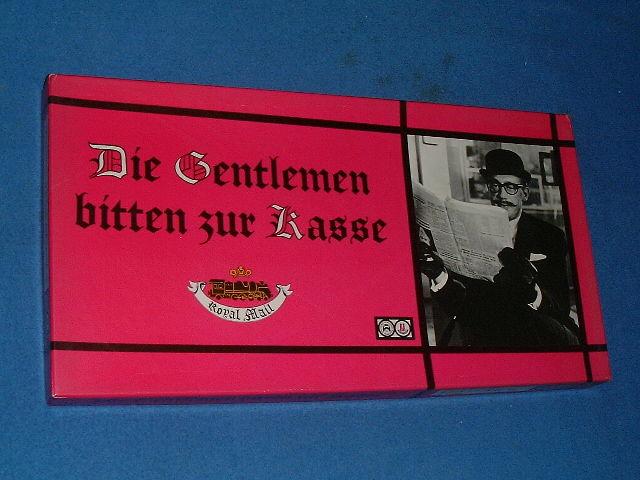 Die Gentlemen
bitten zur Kasse
Royal Mail